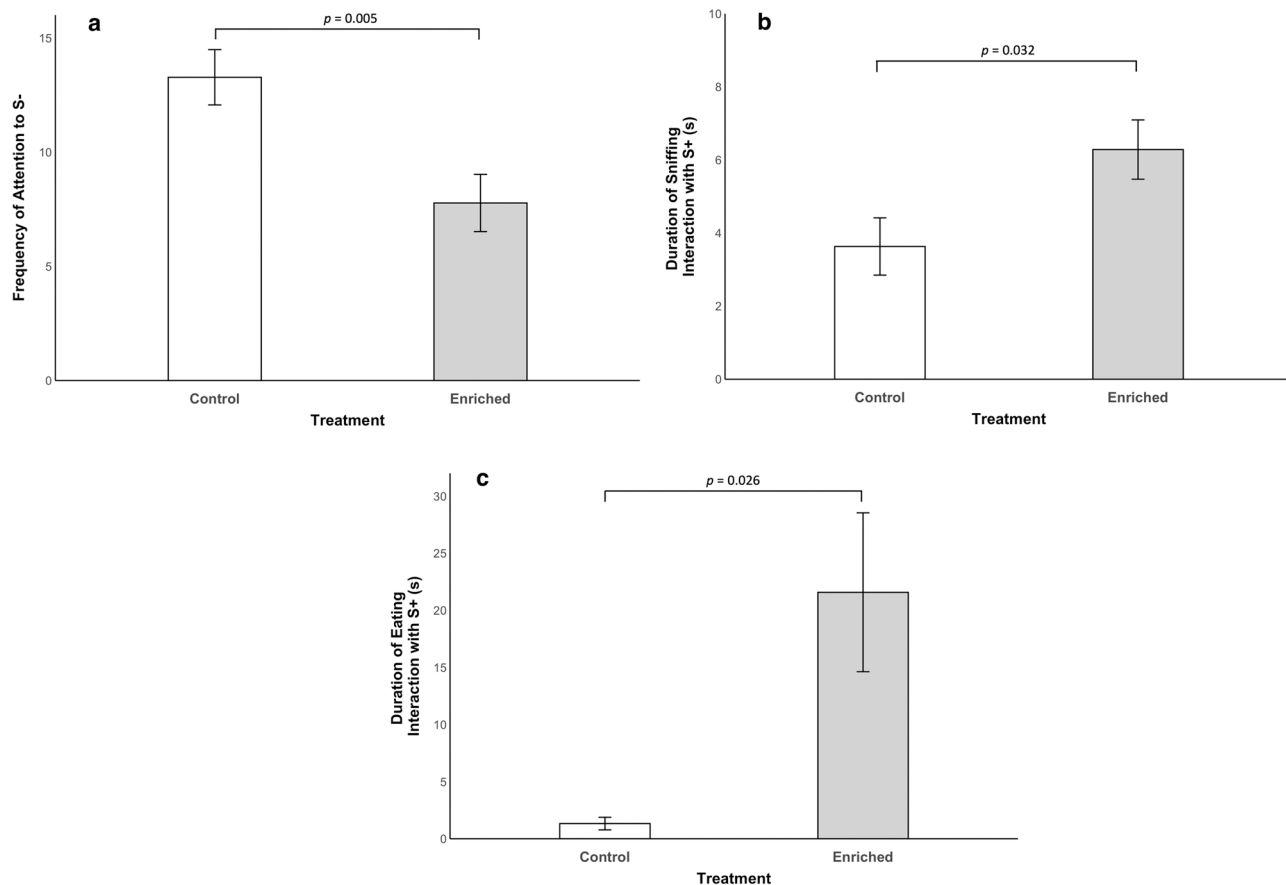 a
p = 0.005
15
10
5
0
Frequency of Attention to S-
Control
Enriched
Treatment
b
p = 0.032
10
8
6
4
2
0
Duration of Sniffing
Interaction with S+ (s)
Control
Enriched
Treatment
c
p = 0.026
30
25
20
15
10
5
0
Duration of Eating
Interaction with S+ (s)
Control
Enriched
Treatment